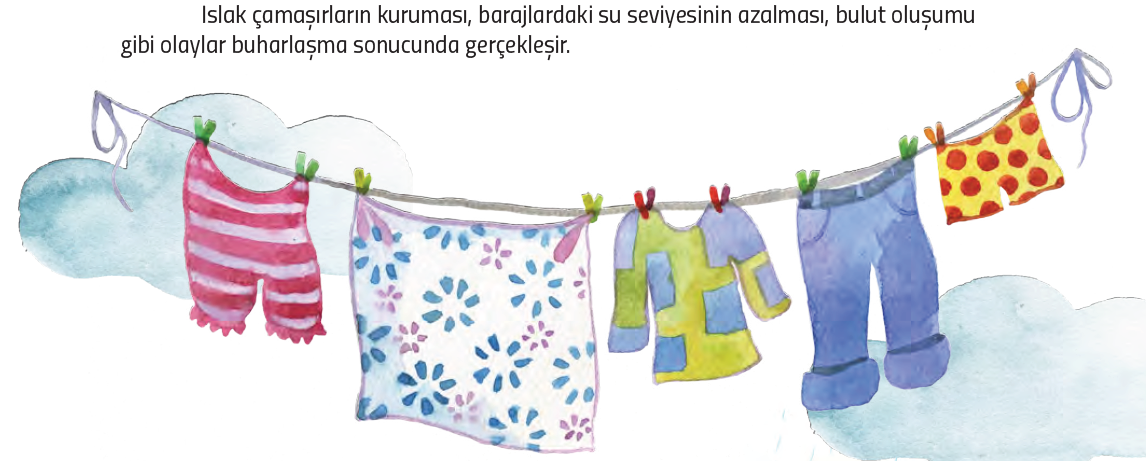 Islak çamaşırların kuruması, barajlardaki su seviyesinin azalması, bulut oluşumu
gibi olaylar buharlaşma sonucunda gerçekleşir.